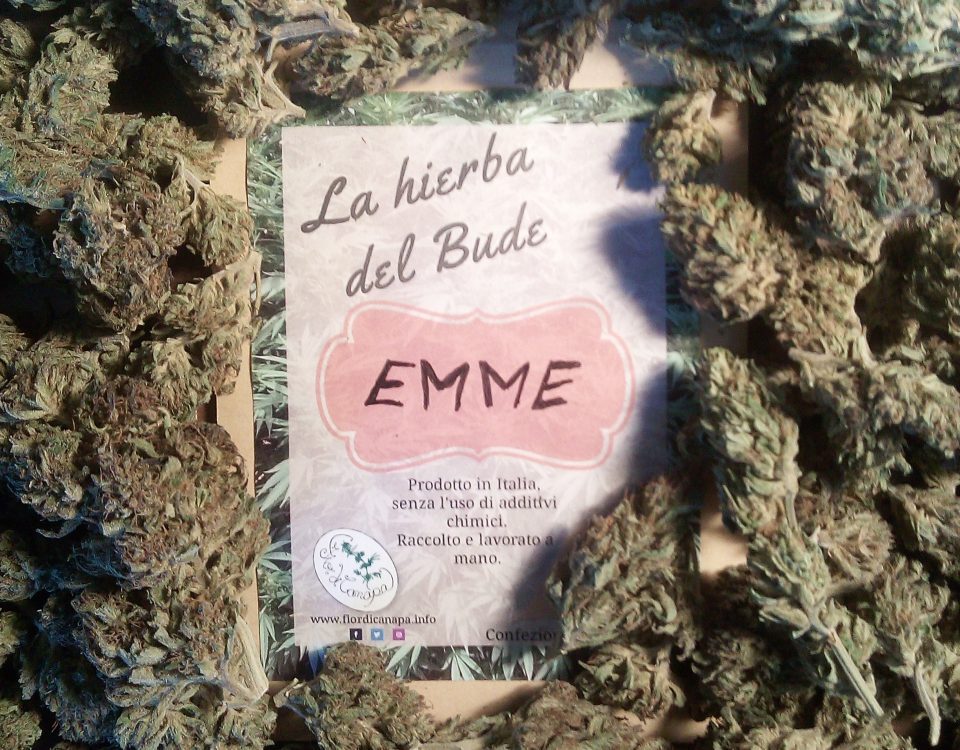 La hierba
del Bude
EMME
Prodotto in Italia,
senza l'uso di additivi
chimici.
Raccolto e lavorato a
mano.
www.fiordicanapa.info